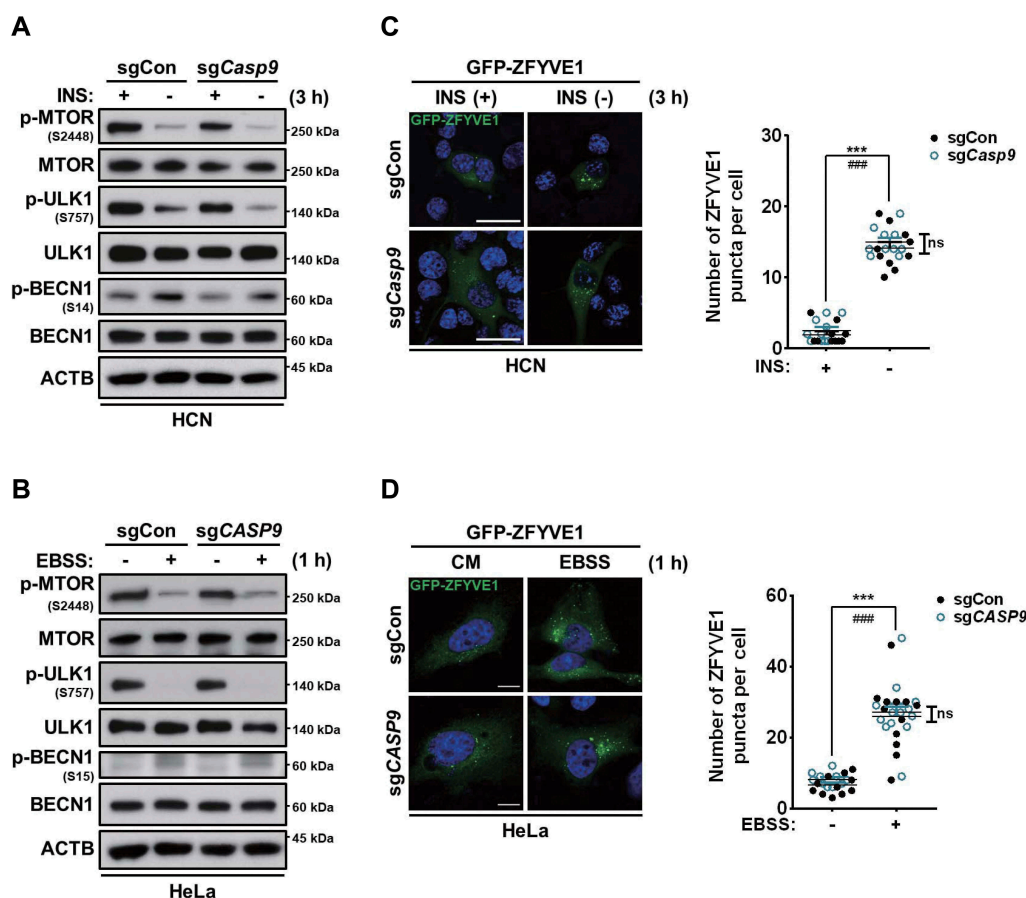 A
sgCon sgCasp9
INS: + - + - (3 h)
p-MTOR
(S2448)
250 kDa
MTOR
250 kDa
p-ULK1
(S757)
140 kDa
ULK1
140 kDa
p-BECN1
(S14)
60 kDa
BECN1
60 kDa
45 kDa
ACTB
HCN
C
GFP-ZFYVE1
INS (+) INS (-) (3 h)
GFP-ZFYVE1
sgCon
sgCasp9
HCN
Number of ZFYVE1
puncta per cell
30
20
10
0
***
###
ns
sgCon
sgCasp9
INS: + -
B
sgCon sgCASP9
EBSS: - + - + (1 h)
p-MTOR
(S2448)
250 kDa
MTOR
250 kDa
p-ULK1
(S757)
140 kDa
ULK1
140 kDa
p-BECN1
(S15)
60 kDa
BECN1
60 kDa
45 kDa
ACTB
HeLa
D
GFP-ZFYVE1
CM EBSS (1 h)
GFP-ZFYVE1
sgCon
sgCASP9
HeLa
Number of ZFYVE1
puncta per cell
60
40
20
0
***
###
ns
sgCon
sgCASP9
EBSS: - +